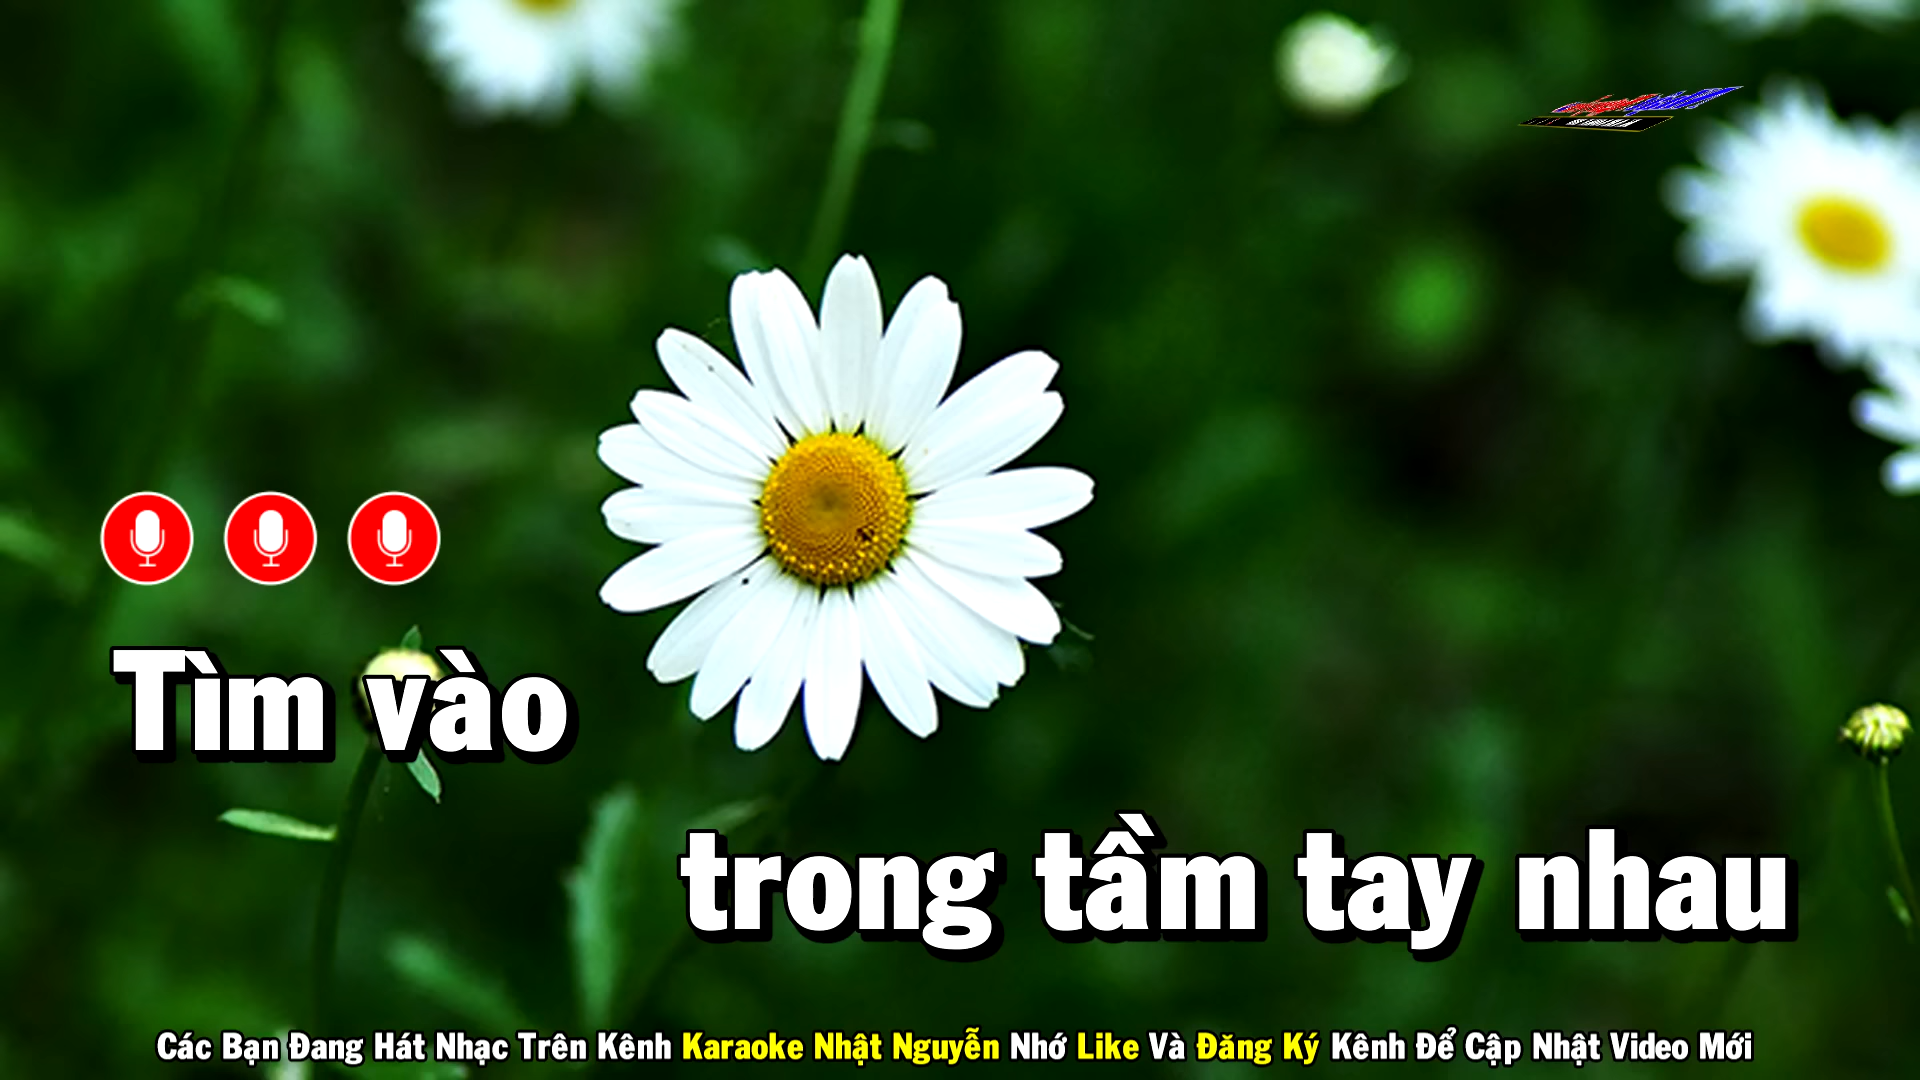 Tìm vào
trong tầm tay nhau
Các Bạn Đang Hát Nhạc Trên Kênh Karaoke Nhật Nguyễn Nhớ Like Và Đăng Ký Kênh Để Cập Nhật Video Mới